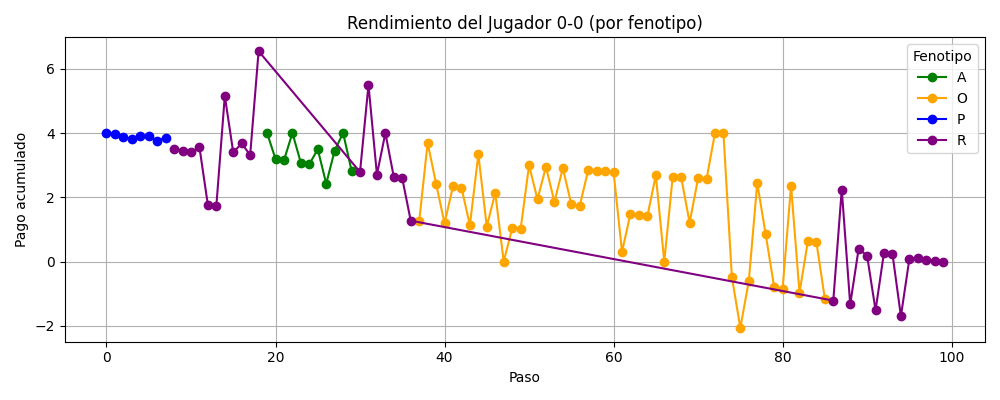 Rendimiento del Jugador 0-0 (por fenotipo)
Pago acumulado
6
4
2
0
−2
Fenotipo
A
O
P
R
0 20 40 60 80 100
Paso